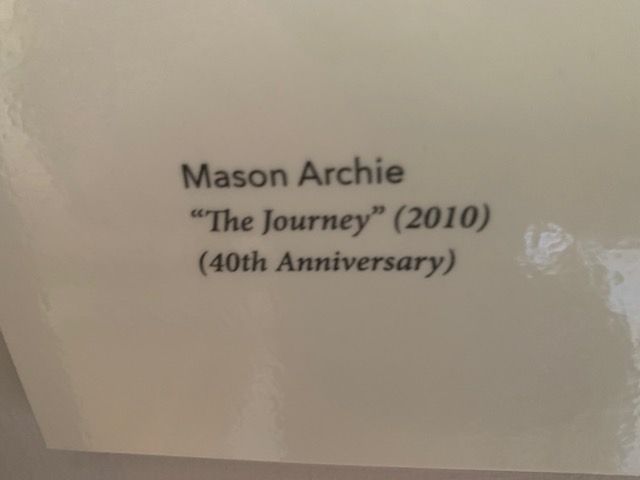 Mason Archie
“The Journey” (2010)
(40th Anniversary)